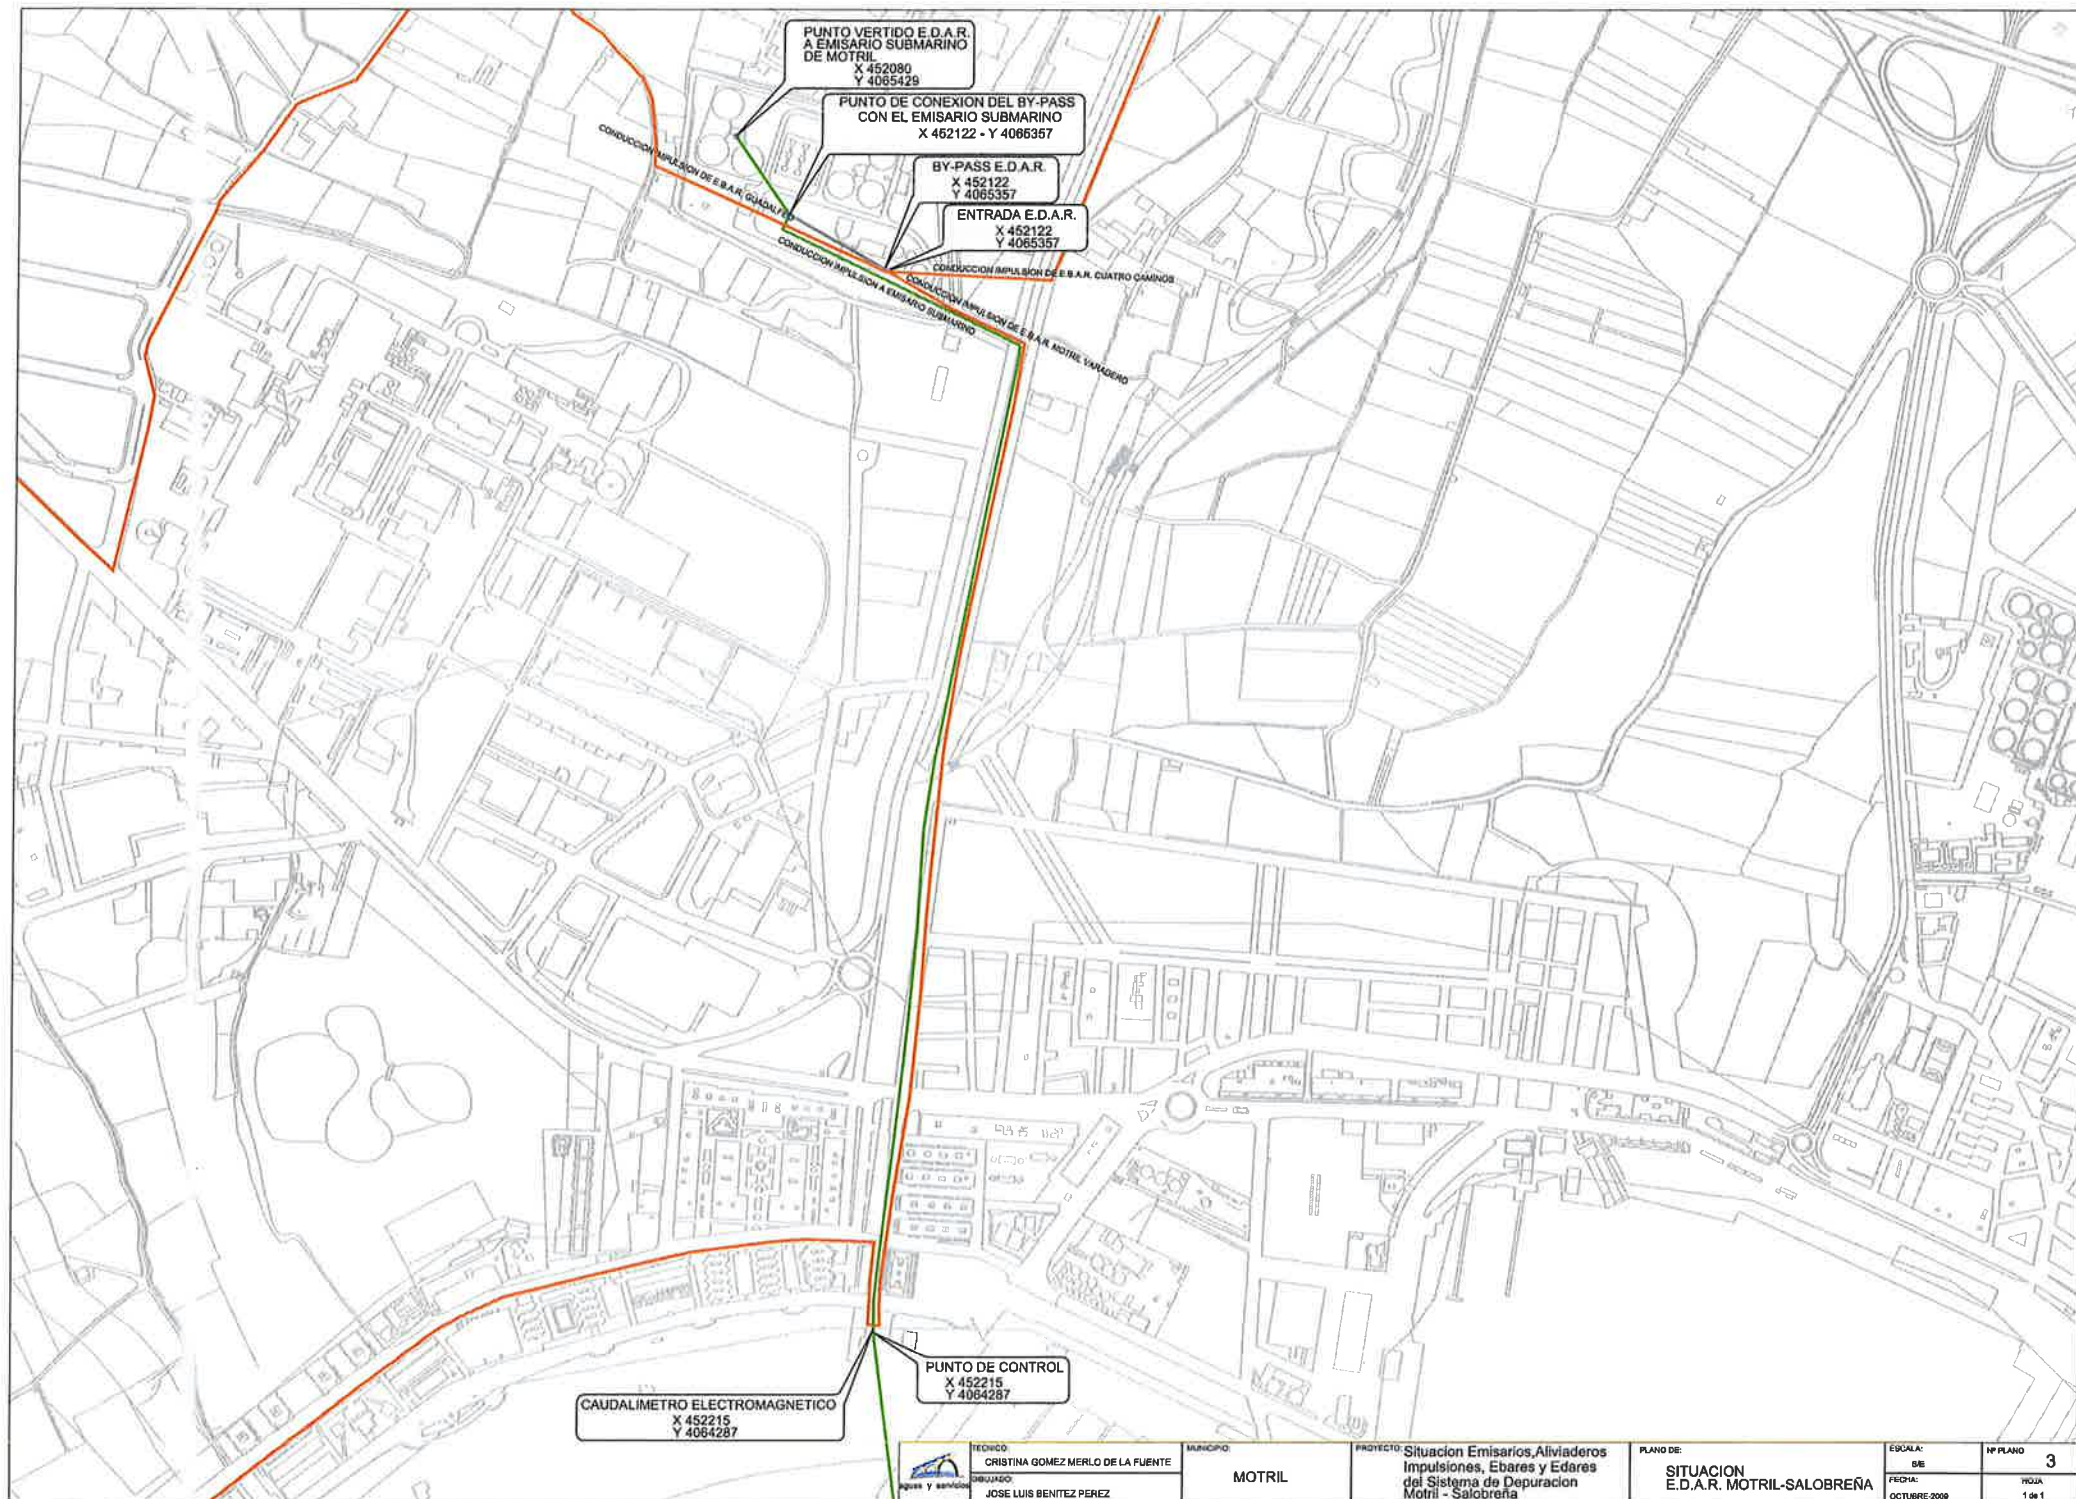 PUNTO VERTIDO E.D.A.R.
A EMISARIO SUBMARINO
DE MOTRIL
X 452080
Y 4065429
PUNTO DE CONEXION DEL BY-PASS
CON EL EMISARIO SUBMARINO
X 452122 - Y 4065357
BY-PASS E.D.A.R.
X 452122
Y 4065357
ENTRADA E.D.A.R.
X 452122
Y 4065357
CONDUCCION IMPULSION DE E.B.A.R. GUADALFEO
CONDUCCION IMPULSION A EMISARIO SUBMARINO
CONDUCCION IMPULSION DE E.B.A.R. CUATRO CAMINOS
CONDUCCION IMPULSION DE E.B.A.R. MOTRIL VARADERO
PUNTO DE CONTROL
X 452215
Y 4064287
CAUDALIMETRO ELECTROMAGNETICO
X 452215
Y 4064287
aguas y servicios
TECNICO:
CRISTINA GOMEZ MERLO DE LA FUENTE
DIBUJADO:
JOSE LUIS BENITEZ PEREZ
MUNICIPIO:
MOTRIL
PROYECTO: Situacion Emisarios,Aliviaderos
Impulsiones, Ebares y Edares
del Sistema de Depuracion
Motril - Salobreña
PLANO DE:
SITUACION
E.D.A.R. MOTRIL-SALOBREÑA
ESCALA:
S/E
FECHA:
OCTUBRE-2009
Nº PLANO
3
HOJA
1 de 1